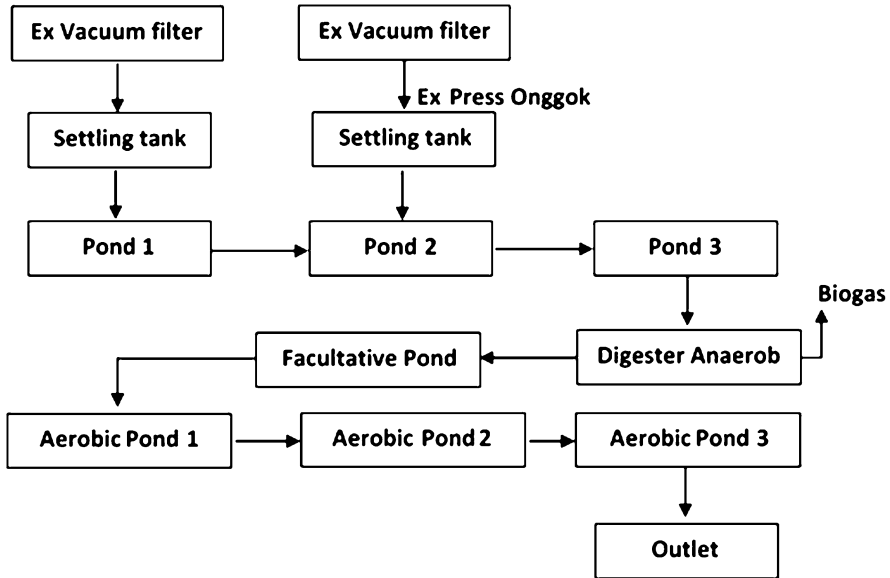 Ex Vacuum filter
Ex Vacuum filter
Ex Press Onggok
Settling tank
Settling tank
Pond 1
Pond 2
Pond 3
Biogas
Facultative Pond
Digester Anaerob
Aerobic Pond 1
Aerobic Pond 2
Aerobic Pond 3
Outlet